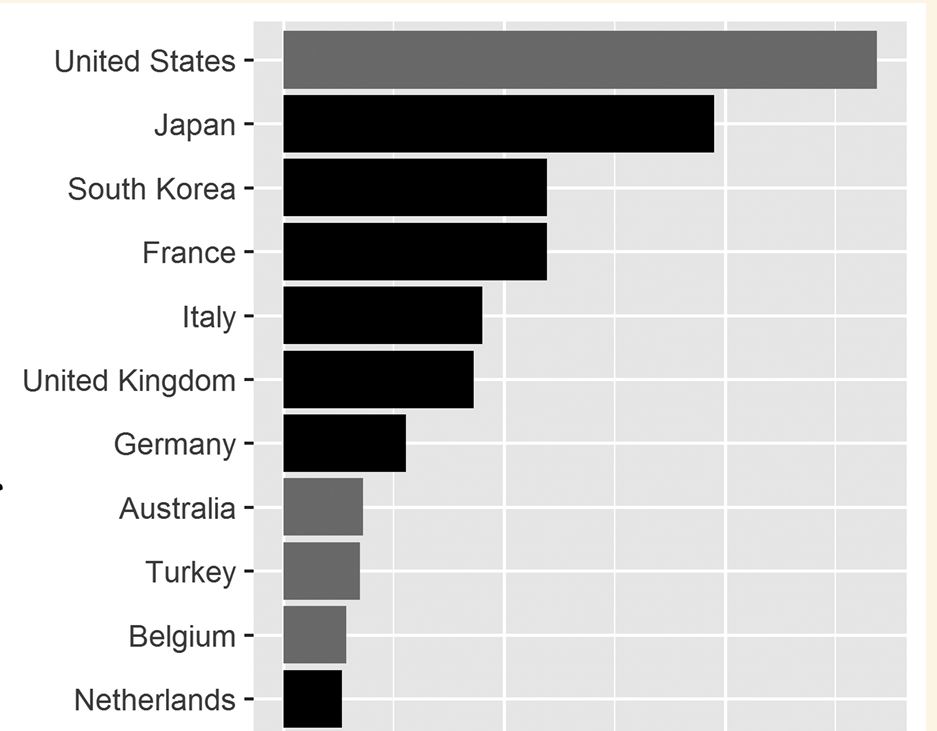 United States
Japan
South Korea
France
Italy
United Kingdom
Germany
Australia
Turkey
Belgium
Netherlands